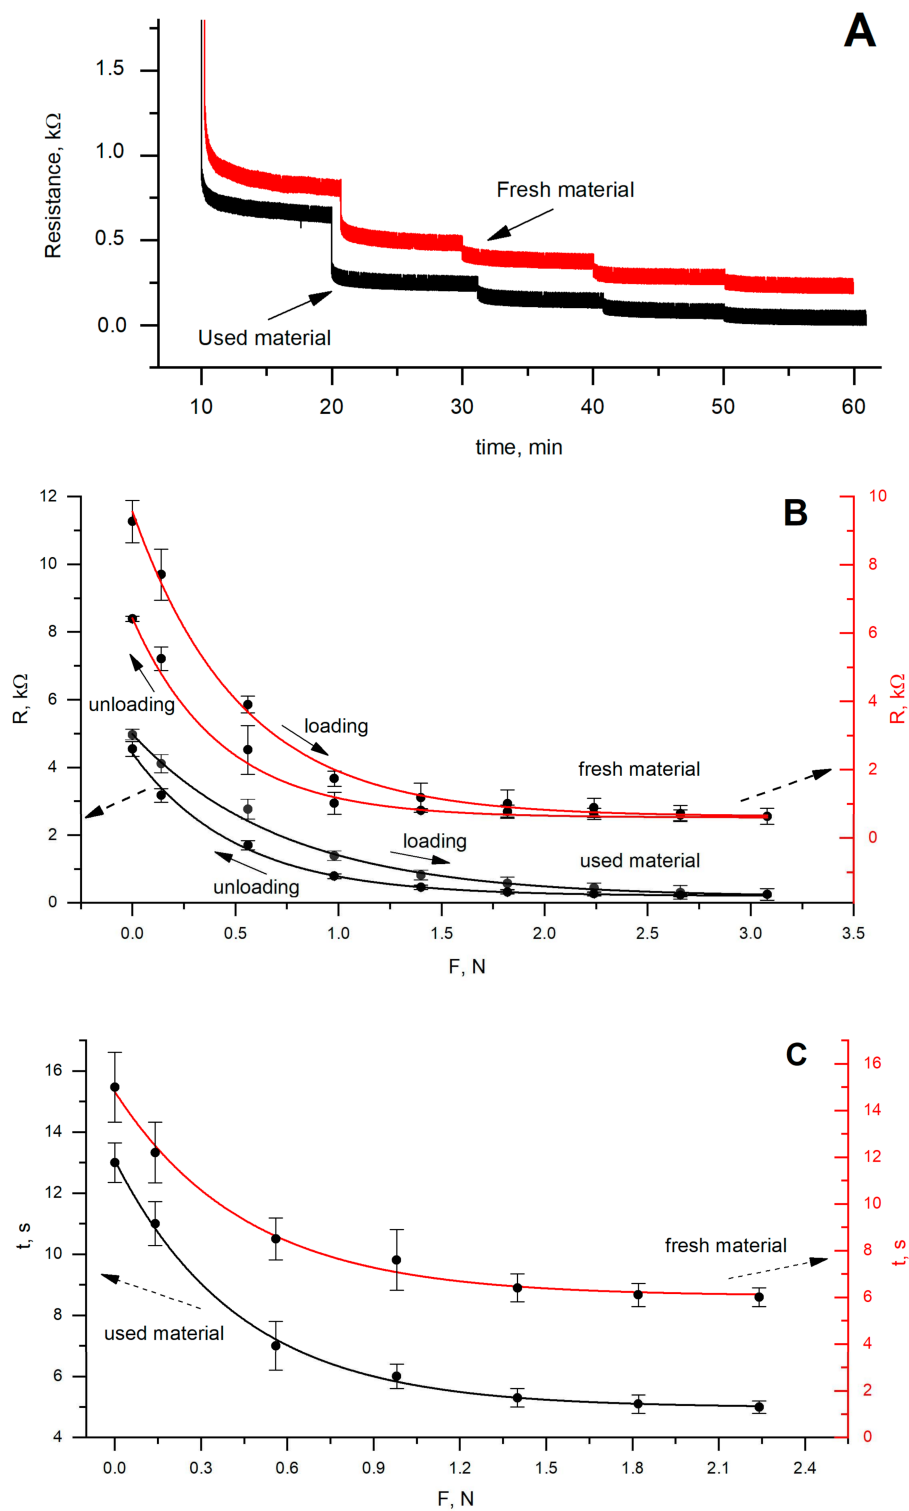 A
Resistance, kΩ
1.5
1.0
0.5
0.0
Fresh material
Used material
10 20 30 40 50 60
time, min
B
R, kΩ
12
10
8
6
4
2
0
10
8
6
4
2
0
R, kΩ
unloading
loading
fresh material
loading
used material
unloading
0.0 0.5 1.0 1.5 2.0 2.5 3.0 3.5
F, N
C
t, s
16
14
12
10
8
6
4
16
14
12
10
8
6
4
2
0
t, s
fresh material
used material
0.0 0.3 0.6 0.9 1.2 1.5 1.8 2.1 2.4
F, N